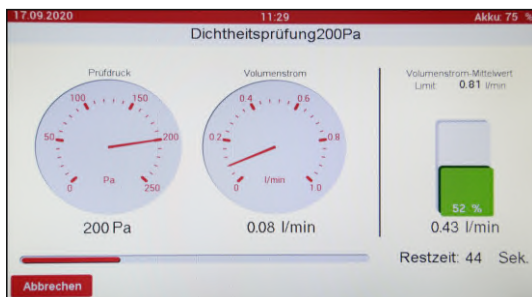 17.09.2020 11:29 Akku: 75 %
Dichtheitsprüfung200Pa
Prüfdruck
0
50
100
150
200
250
Pa
200 Pa
Volumenstrom
0
0.2
0.4
0.6
0.8
1.0
l/min
0.08 l/min
Volumenstrom-Mittelwert
Limit: 0.81 l/min
52 %
0.43 l/min
Restzeit: 44 Sek.
Abbrechen